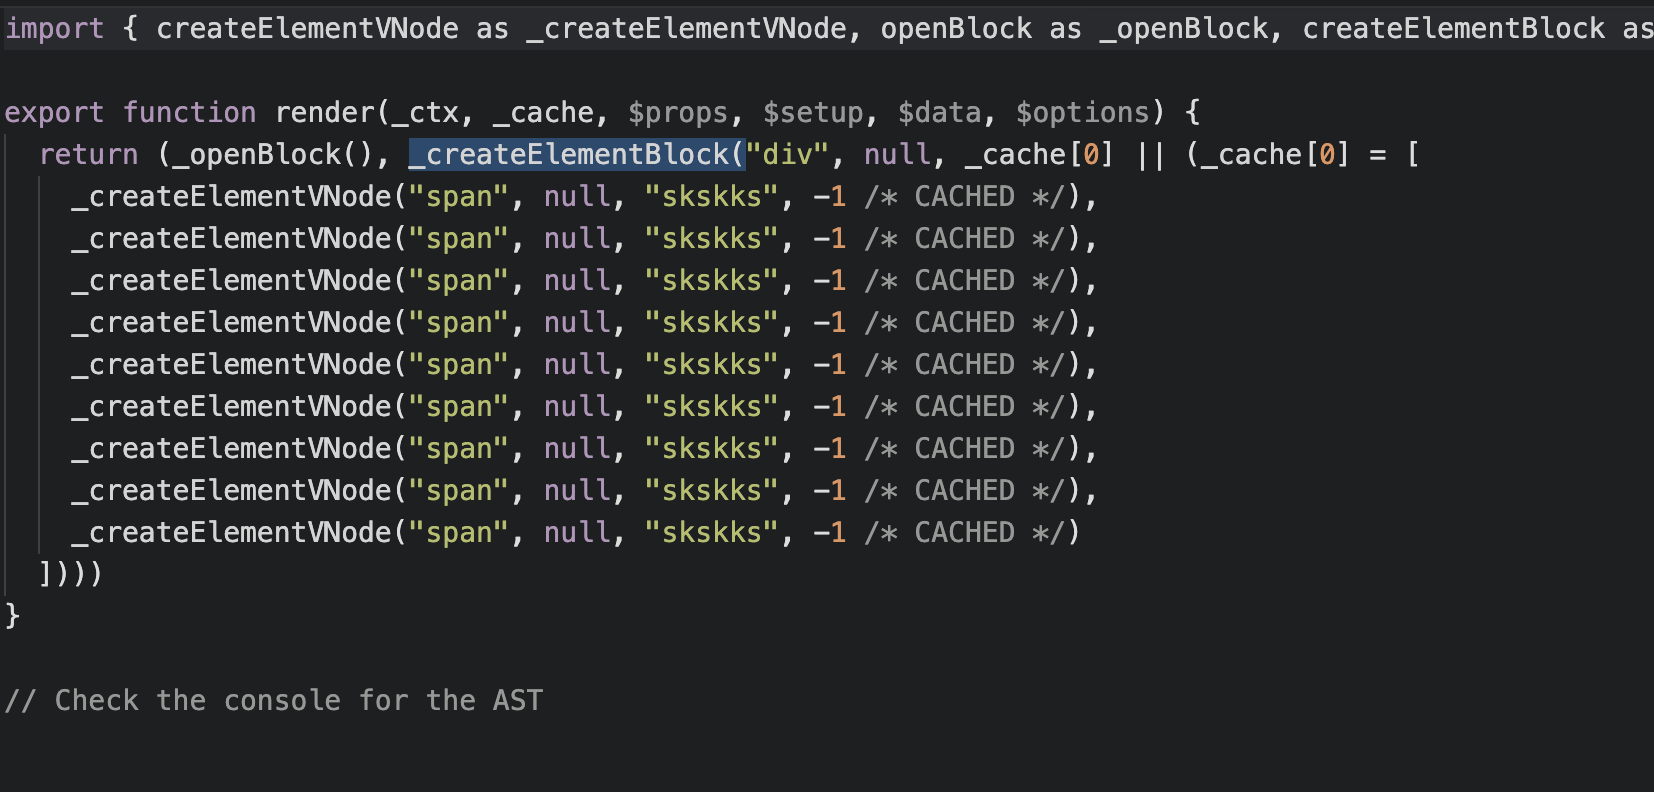 import { createElementVNode as _createElementVNode, openBlock as _openBlock, createElementBlock as
export function render(_ctx, _cache, $props, $setup, $data, $options) {
return (_openBlock(), _createElementBlock("div", null, _cache[0] || (_cache[0] = [
_createElementVNode("span", null, "skskks", -1 /* CACHED */),
_createElementVNode("span", null, "skskks", -1 /* CACHED */),
_createElementVNode("span", null, "skskks", -1 /* CACHED */),
_createElementVNode("span", null, "skskks", -1 /* CACHED */),
_createElementVNode("span", null, "skskks", -1 /* CACHED */),
_createElementVNode("span", null, "skskks", -1 /* CACHED */),
_createElementVNode("span", null, "skskks", -1 /* CACHED */),
_createElementVNode("span", null, "skskks", -1 /* CACHED */),
_createElementVNode("span", null, "skskks", -1 /* CACHED */)
])))
}
// Check the console for the AST